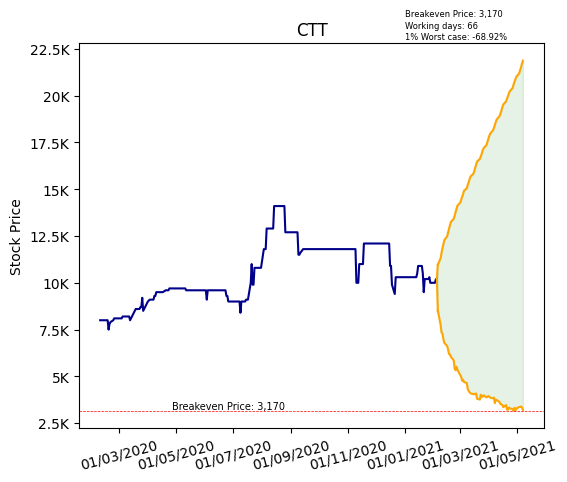 Breakeven Price: 3,170
Working days: 66
1% Worst case: -68.92%
CTT
Stock Price
22.5K
20K
17.5K
15K
12.5K
10K
7.5K
5K
2.5K
Breakeven Price: 3,170
01/03/2020
01/05/2020
01/07/2020
01/09/2020
01/11/2020
01/01/2021
01/03/2021
01/05/2021